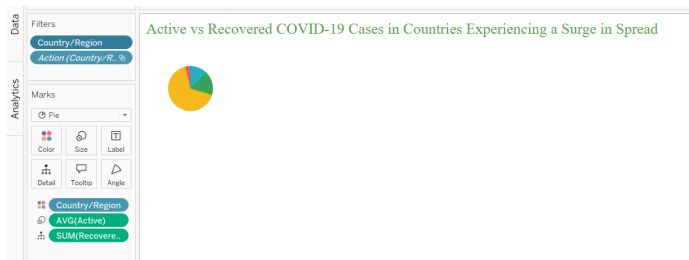 Data
Analytics
Filters
Country/Region
Action (Country/R..
Marks
Pie
Color
Size
Label
Detail
Tooltip
Angle
Country/Region
AVG(Active)
SUM(Recovere..
Active vs Recovered COVID-19 Cases in Countries Experiencing a Surge in Spread